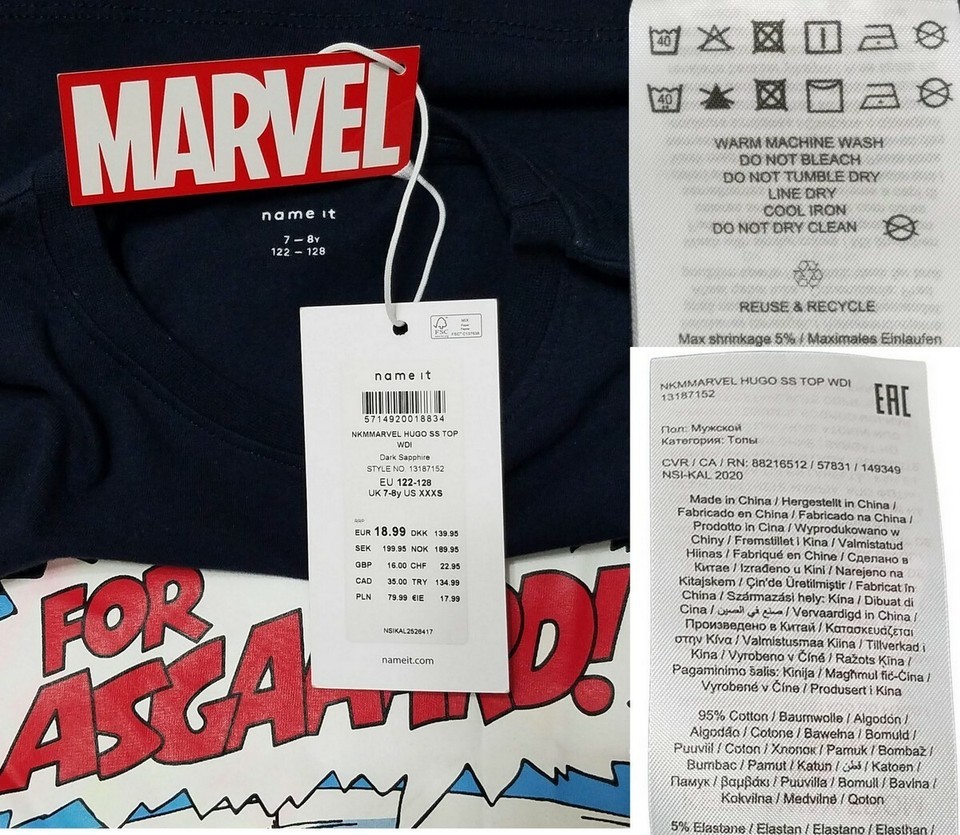 MARVEL
name it
7 – 8Y
122 – 128
FSC
name it
5714920018834
NKMMARVEL HUGO SS TOP
WDI
Dark Sapphire
STYLE NO. 13187152
EU 122-128
UK 7-8y US XXXS
EUR 18.99 DKK 139.95
SEK 199.95 NOK 189.95
GBP 16.00 CHF 22.95
CAD 35.00 TRY 134.99
PLN 79.99 €IE 17.99
NSIKAL2526417
nameit.com
FOR
ASGAARD!
40
40
WARM MACHINE WASH
DO NOT BLEACH
DO NOT TUMBLE DRY
LINE DRY
COOL IRON
DO NOT DRY CLEAN
REUSE & RECYCLE
Max shrinkage 5% / Maximales Einlaufen
NKMMARVEL HUGO SS TOP WDI
13187152
EAC
Пол: Мужской
Категория: Топы
CVR / CA / RN: 88216512 / 57831 / 149349
NSI-KAL 2020
Made in China / Hergestellt in China /
Fabricado en China / Fabricado na China /
Prodotto in Cina / Wyprodukowano w
Chiny / Fremstillet i Kina / Valmistatud
Hiinas / Fabriqué en Chine / Сделано в
Китае / Izrađeno u Kini / Narejeno na
Kitajskem / Çin'de Üretilmiştir / Fabricat în
China / Származási hely: Kína / Dibuat di
Cina / صنع في الصين / Vervaardigd in China /
Произведено в Китай / Κατασκευάζεται
στην Κίνα / Valmistusmaa Kiina / Tillverkad i
Kina / Vyrobeno v Číně / Ražots Ķīna /
Pagaminimo šalis: Kinija / Magħmul fiċ-Ċina /
Vyrobené v Číne / Produsert i Kina
95% Cotton / Baumwolle / Algodón /
Algodão / Cotone / Bawełna / Bomuld /
Puuvill / Coton / Хлопок / Pamuk / Bombaž /
Bumbac / Pamut / Katun / قطن / Katoen /
Памук / βαμβάκι / Puuvilla / Bomull / Bavlna /
Kokvilna / Medvilnė / Qoton
5% Elastane / Elastan / Elastano / Elasthan /